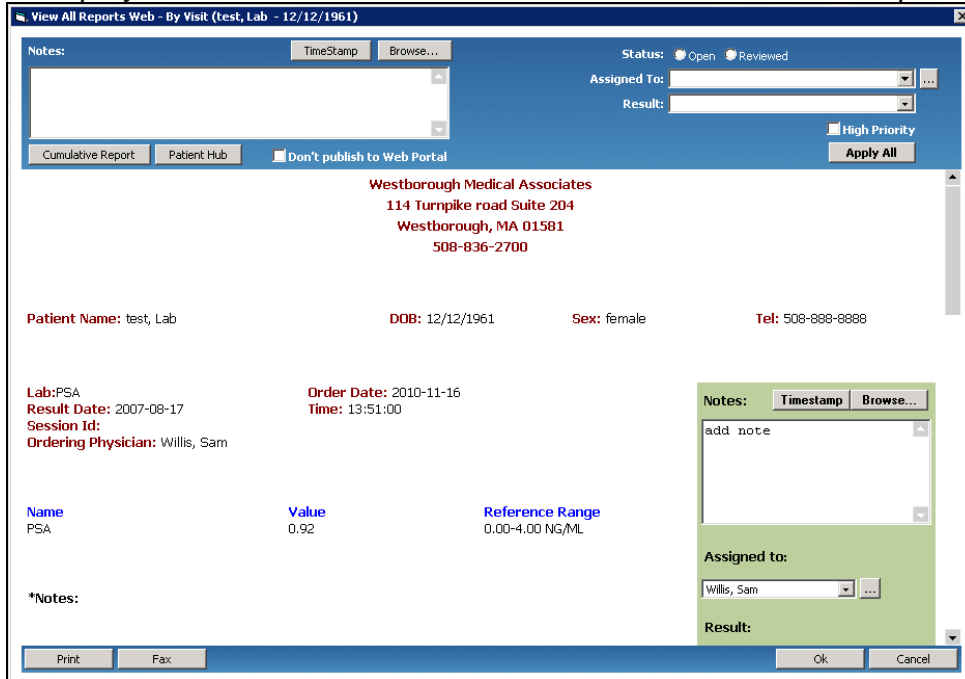 View All Reports Web - By Visit (test, Lab - 12/12/1961)
Notes: TimeStamp Browse... Status: Open Reviewed
Assigned To: ...
Result:
High Priority
Cumulative Report Patient Hub Don't publish to Web Portal Apply All
Westborough Medical Associates
114 Turnpike road Suite 204
Westborough, MA 01581
508-836-2700
Patient Name: test, Lab DOB: 12/12/1961 Sex: female Tel: 508-888-8888
Lab:PSA Order Date: 2010-11-16
Result Date: 2007-08-17 Time: 13:51:00
Session Id:
Ordering Physician: Willis, Sam
Notes: Timestamp Browse...
add note
Name Value Reference Range
PSA 0.92 0.00-4.00 NG/ML
Assigned to:
Willis, Sam ...
*Notes:
Result:
Print Fax Ok Cancel